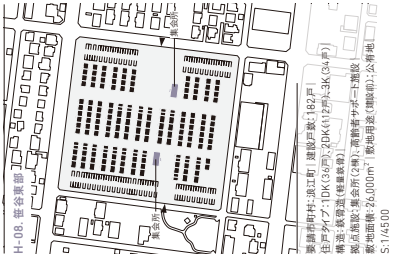 H-08. 笹谷東部
集会所
集会所
要請市町村:浪江町 | 建設戸数:182戸 |
住戸タイプ:1DK(36戸)、2DK(112戸)、3K(34戸)
構造:鉄骨造(軽量鉄骨)
拠点施設:集会所(2棟)、高齢者サポート施設
敷地面積:26,000m² | 敷地用途(建設前):公有地 |
S:1/4500